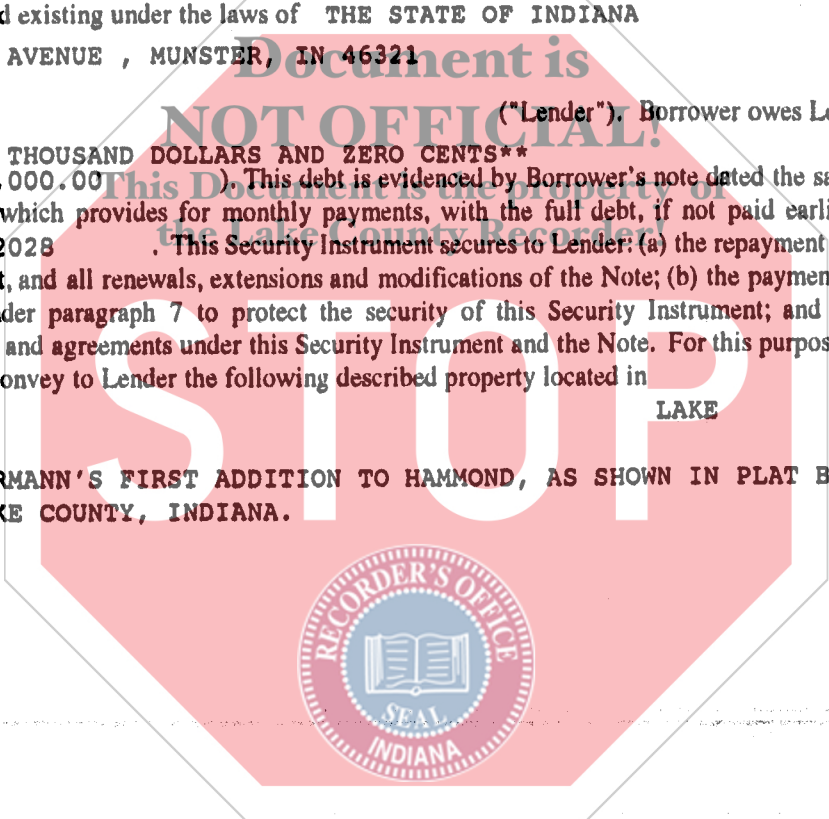 existing under the laws of THE STATE OF INDIANA
AVENUE , MUNSTER, IN 46321
Document is
("Lender"). Borrower owes
NOT OFFICIAL!
THOUSAND DOLLARS AND ZERO CENTS**
,000.00 ). This debt is evidenced by Borrower's note dated the
This Document is the property of
which provides for monthly payments, with the full debt, if not paid
the Lake County Recorder!
2028 . This Security Instrument secures to Lender: (a) the repayment
, and all renewals, extensions and modifications of the Note; (b) the
der paragraph 7 to protect the security of this Security Instrument; and
and agreements under this Security Instrument and the Note. For this
onvey to Lender the following described property located in
STOP
LAKE
RMANN'S FIRST ADDITION TO HAMMOND, AS SHOWN IN PLAT B
KE COUNTY, INDIANA.
RECORDER'S OFFICE
SEAL
INDIANA